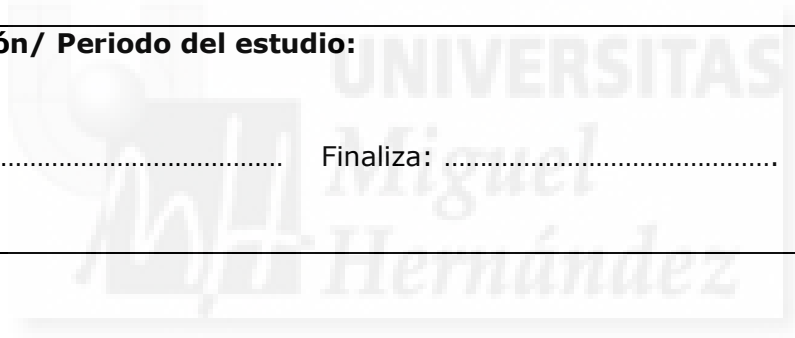 ón/ Periodo del estudio:
UNIVERSITAS
.................................... Finaliza: ...........................................
Miguel
Hernández